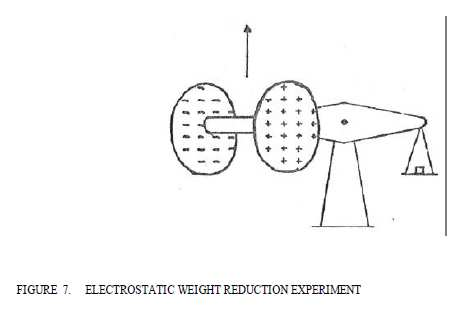 FIGURE 7. ELECTROSTATIC WEIGHT REDUCTION EXPERIMENT